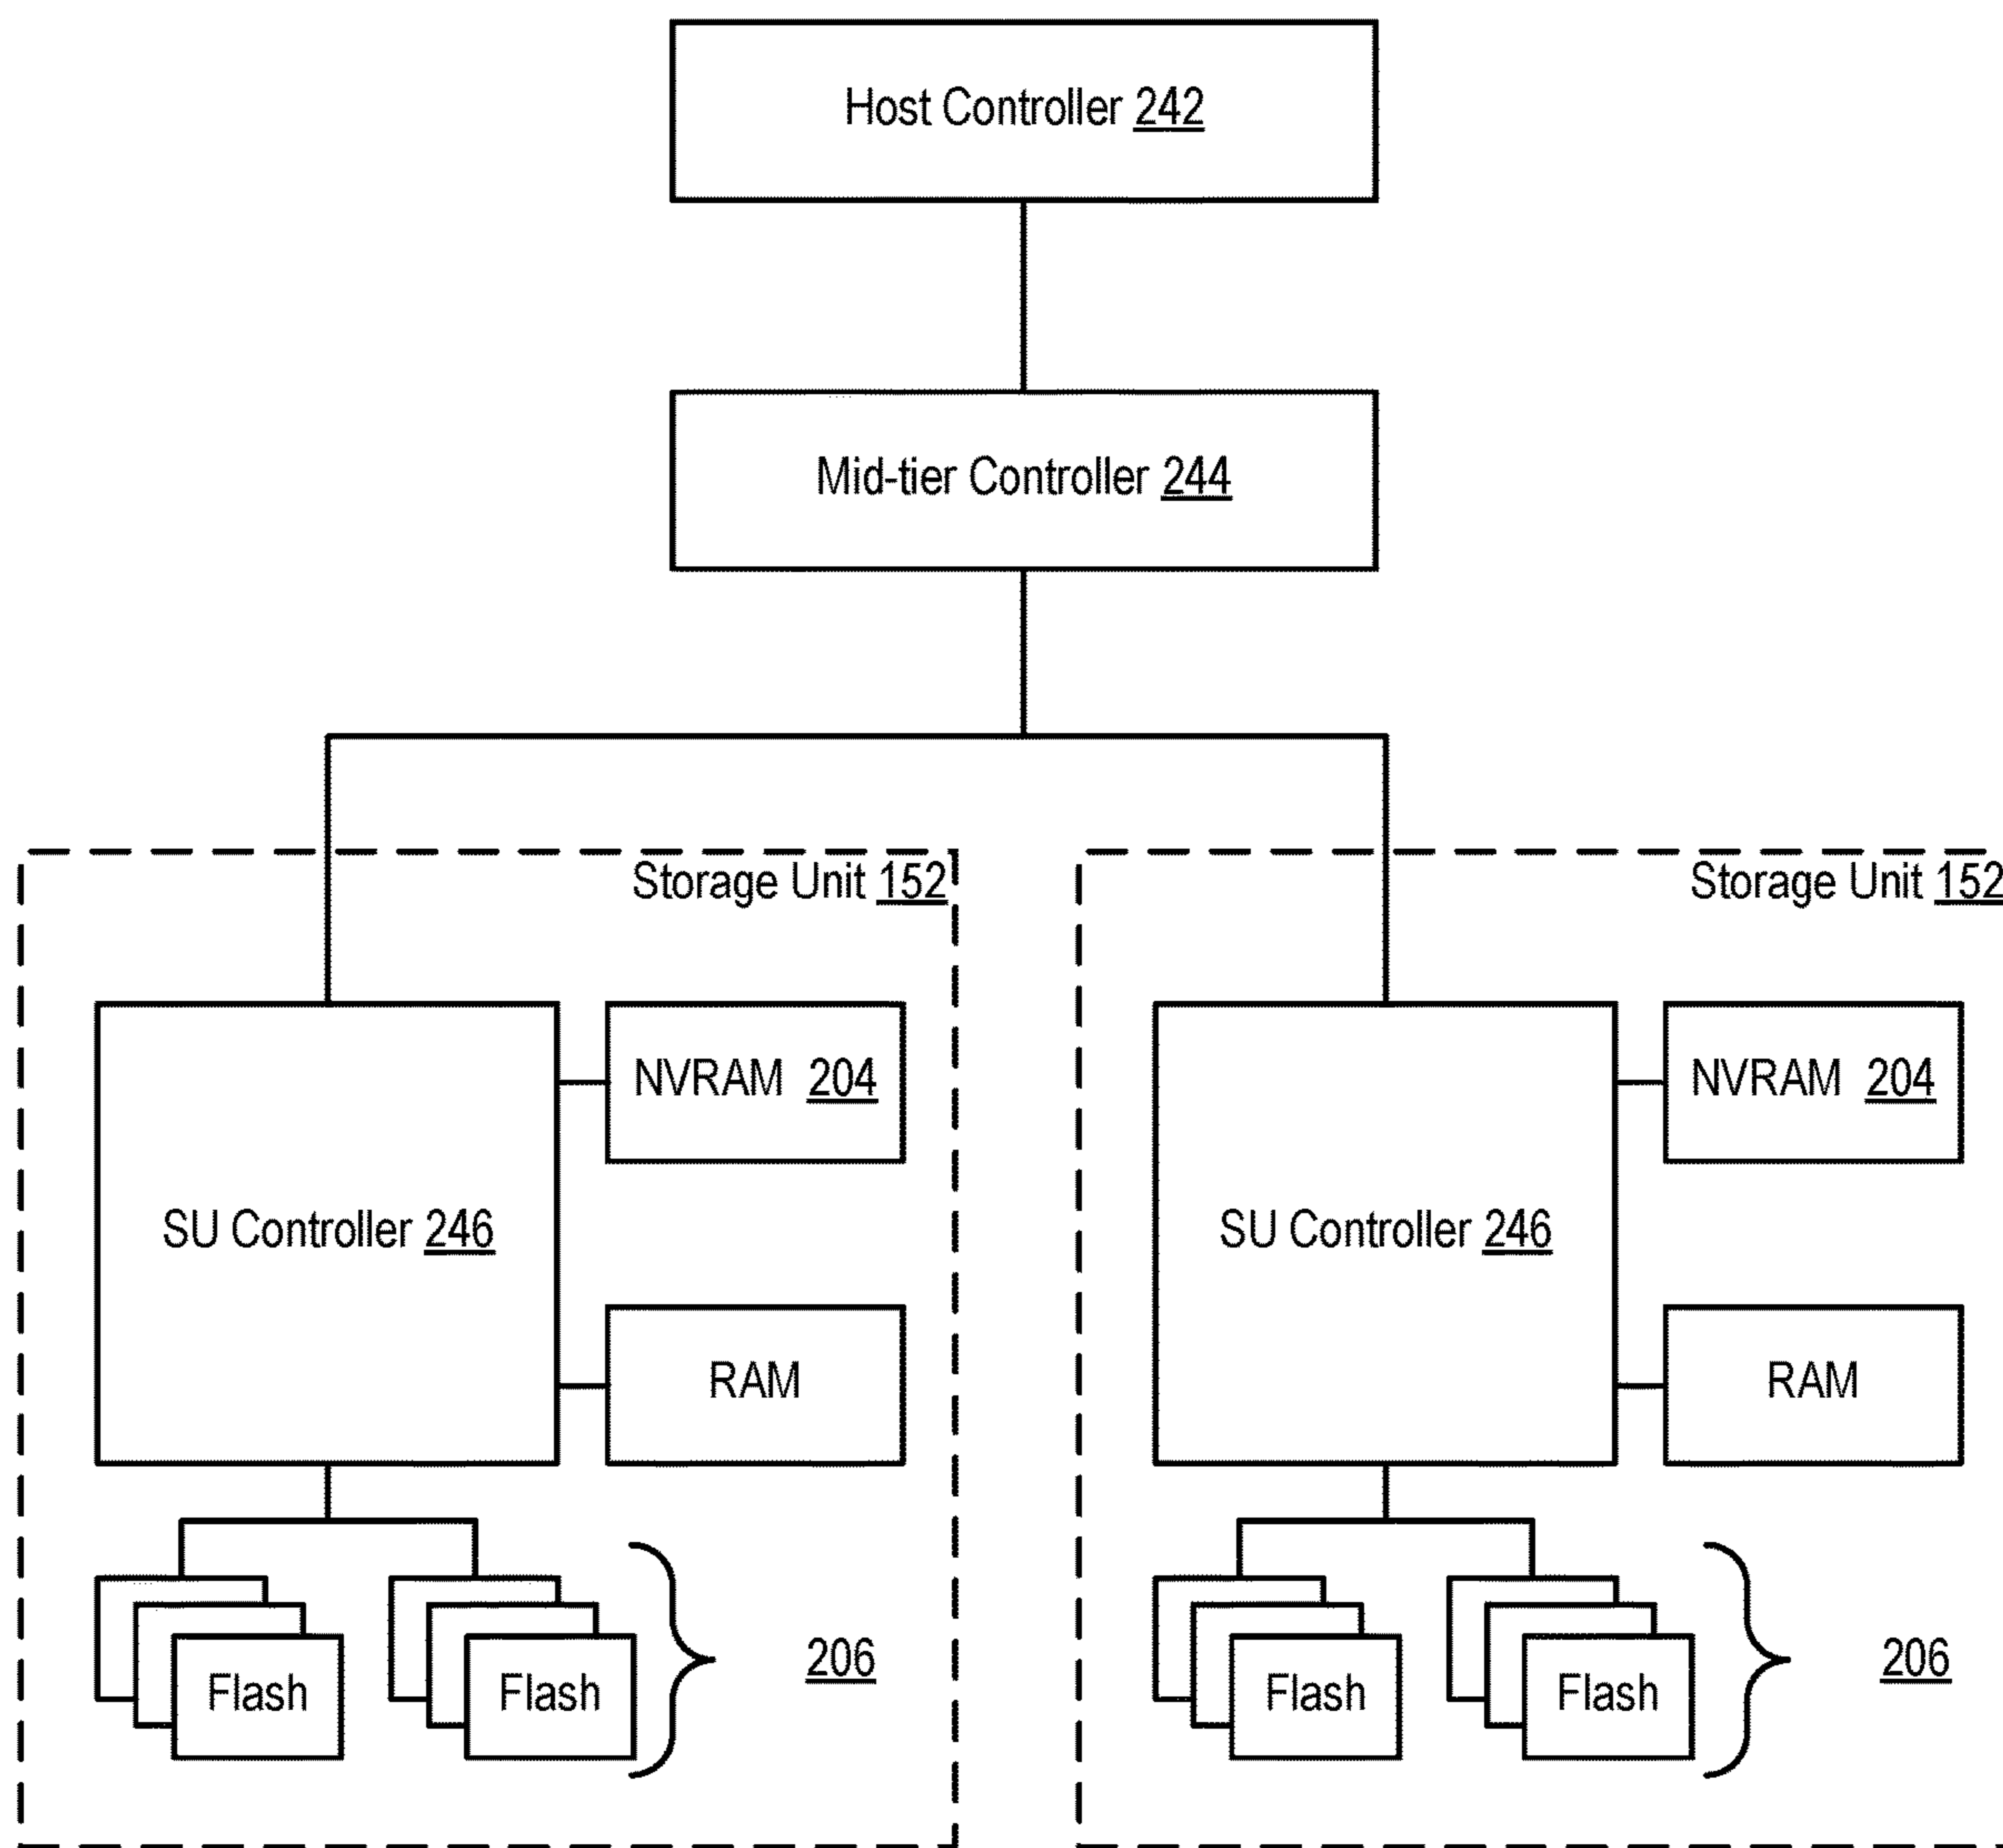 Host Controller 242
Mid-tier Controller 244
Storage Unit 152
NVRAM 204
SU Controller 246
RAM
Flash
Flash
206
Storage Unit 152
NVRAM 204
SU Controller 246
RAM
Flash
Flash
206